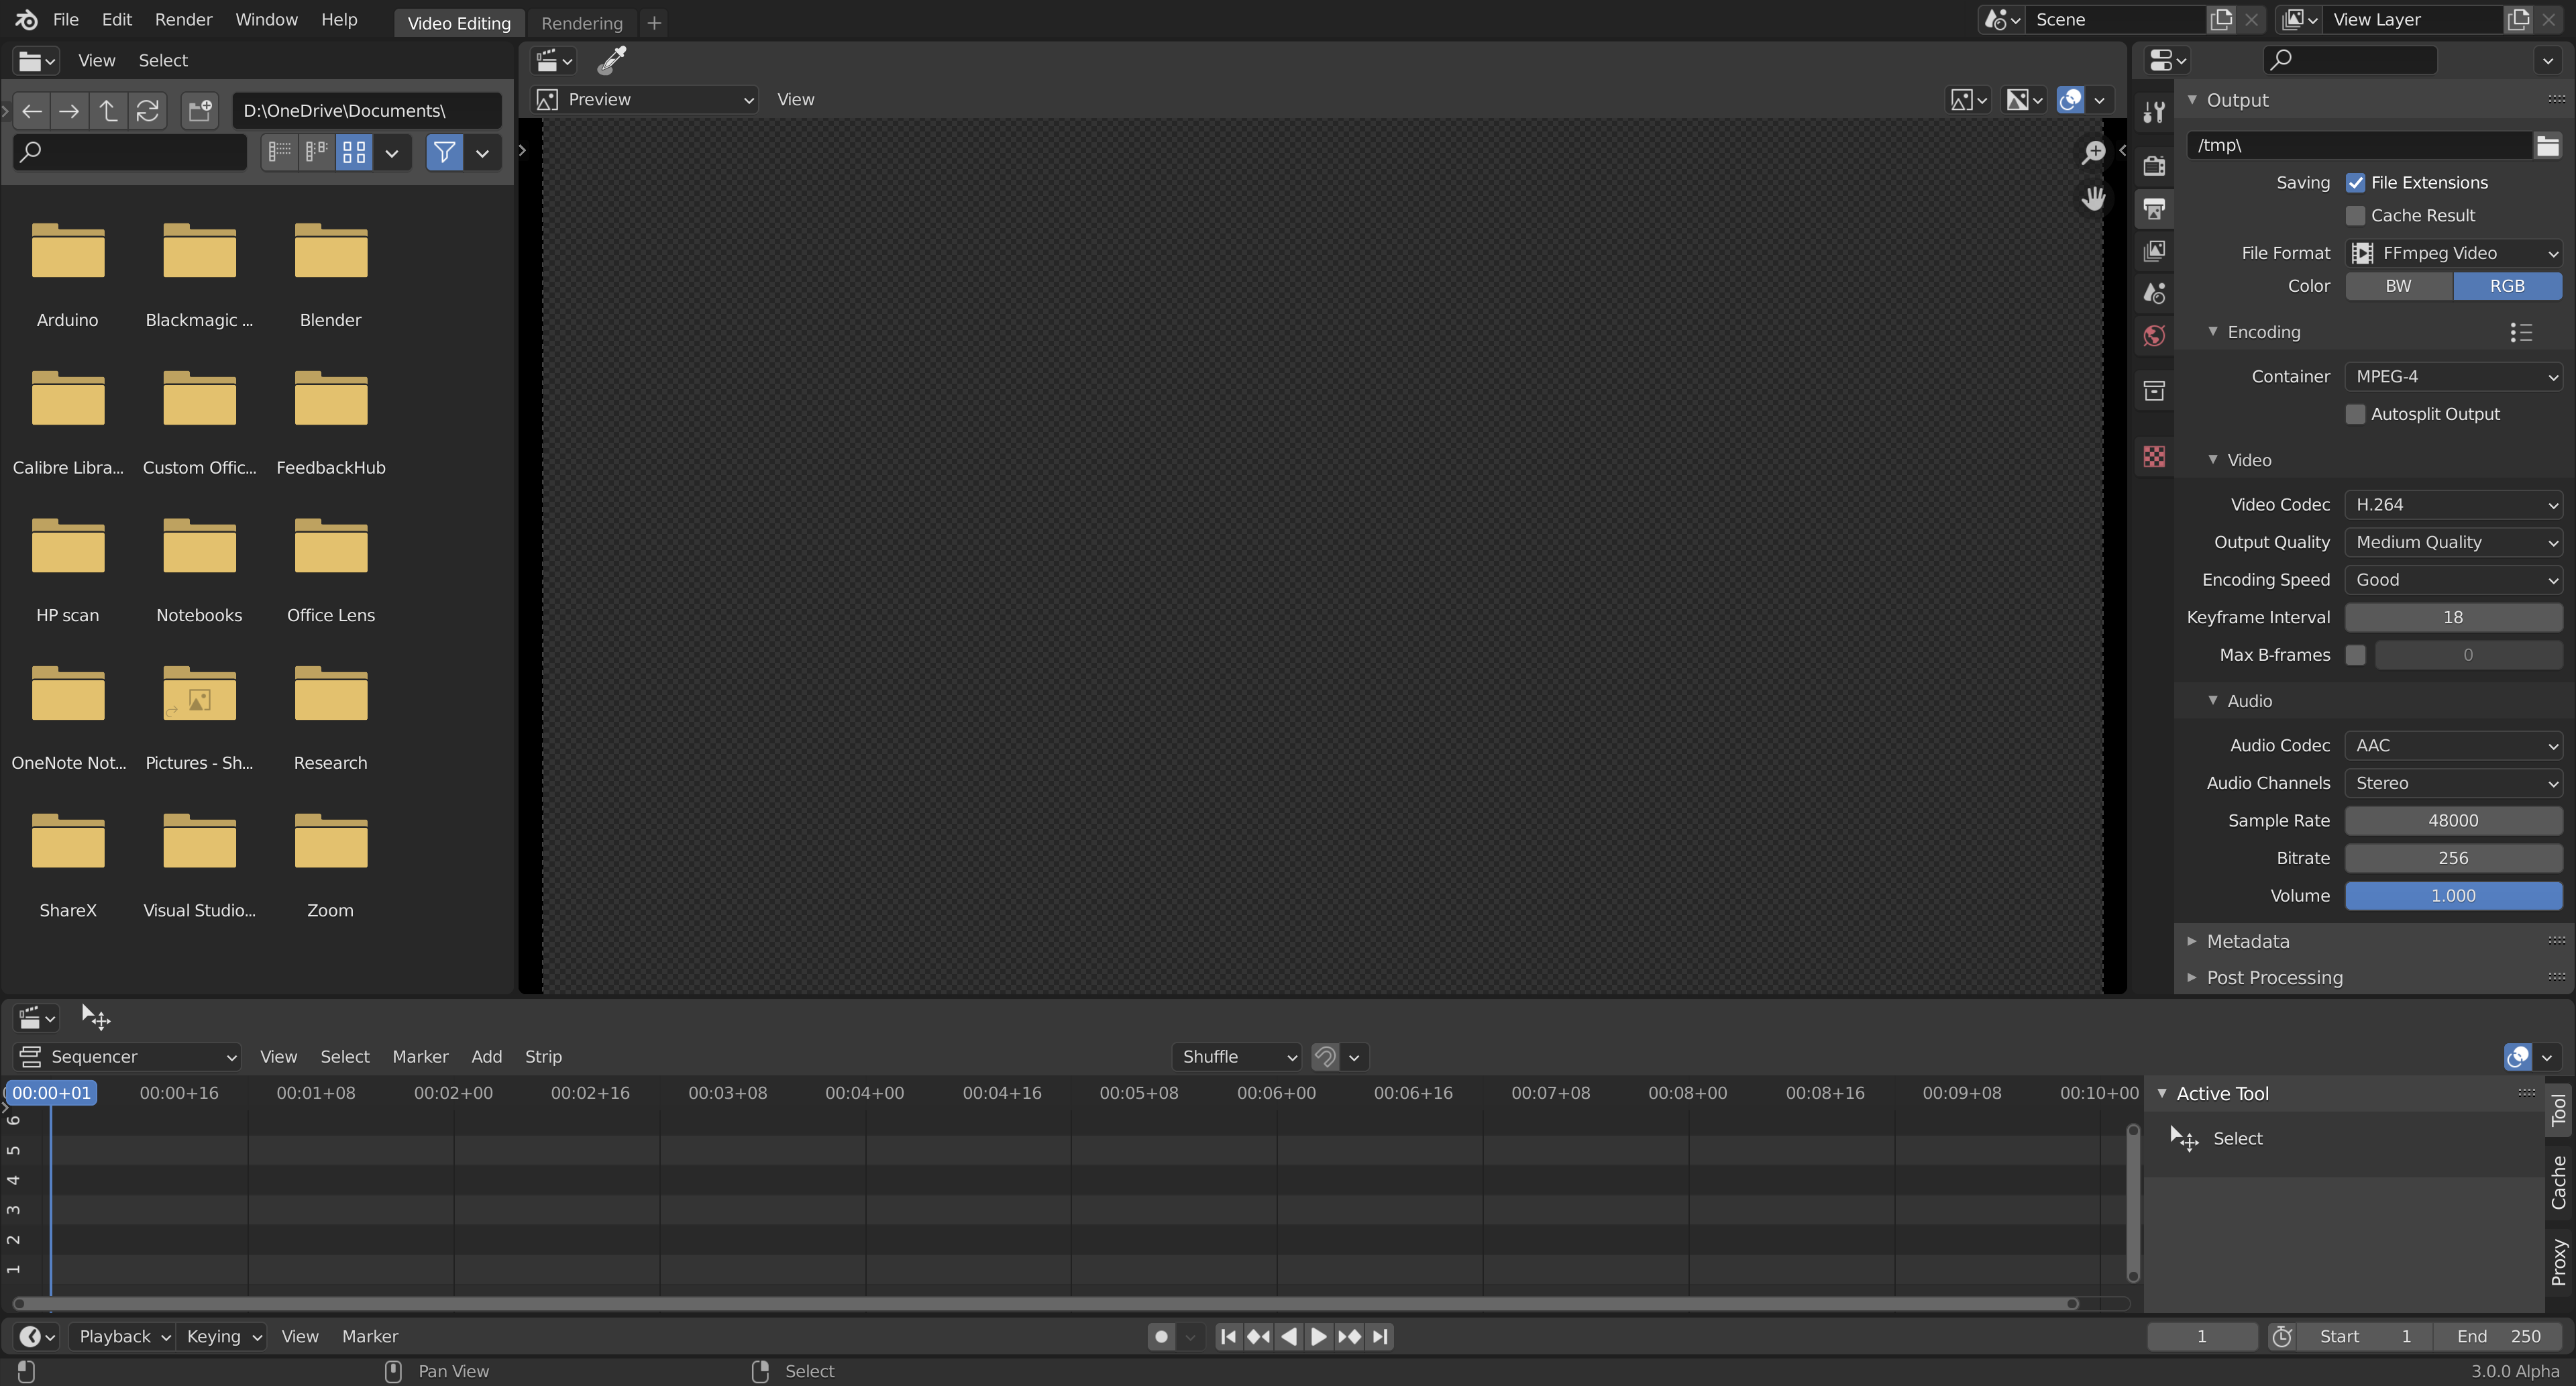 File Edit Render Window Help Video Editing Rendering + Scene View Layer
View Select
D:\OneDrive\Documents\
Arduino Blackmagic ... Blender
Calibre Libra... Custom Offic... FeedbackHub
HP scan Notebooks Office Lens
OneNote Not... Pictures - Sh... Research
ShareX Visual Studio... Zoom
Preview View
Output
/tmp\
Saving File Extensions
Cache Result
File Format FFmpeg Video
Color BW RGB
Encoding
Container MPEG-4
Autosplit Output
Video
Video Codec H.264
Output Quality Medium Quality
Encoding Speed Good
Keyframe Interval 18
Max B-frames 0
Audio
Audio Codec AAC
Audio Channels Stereo
Sample Rate 48000
Bitrate 256
Volume 1.000
Metadata
Post Processing
Sequencer View Select Marker Add Strip Shuffle
00:00+01 00:00+16 00:01+08 00:02+00 00:02+16 00:03+08 00:04+00 00:04+16 00:05+08 00:06+00 00:06+16 00:07+08 00:08+00 00:08+16 00:09+08 00:10+00
6
5
4
3
2
1
Active Tool
Select
Tool
Cache
Proxy
Playback Keying View Marker 1 Start 1 End 250
Pan View Select 3.0.0 Alpha